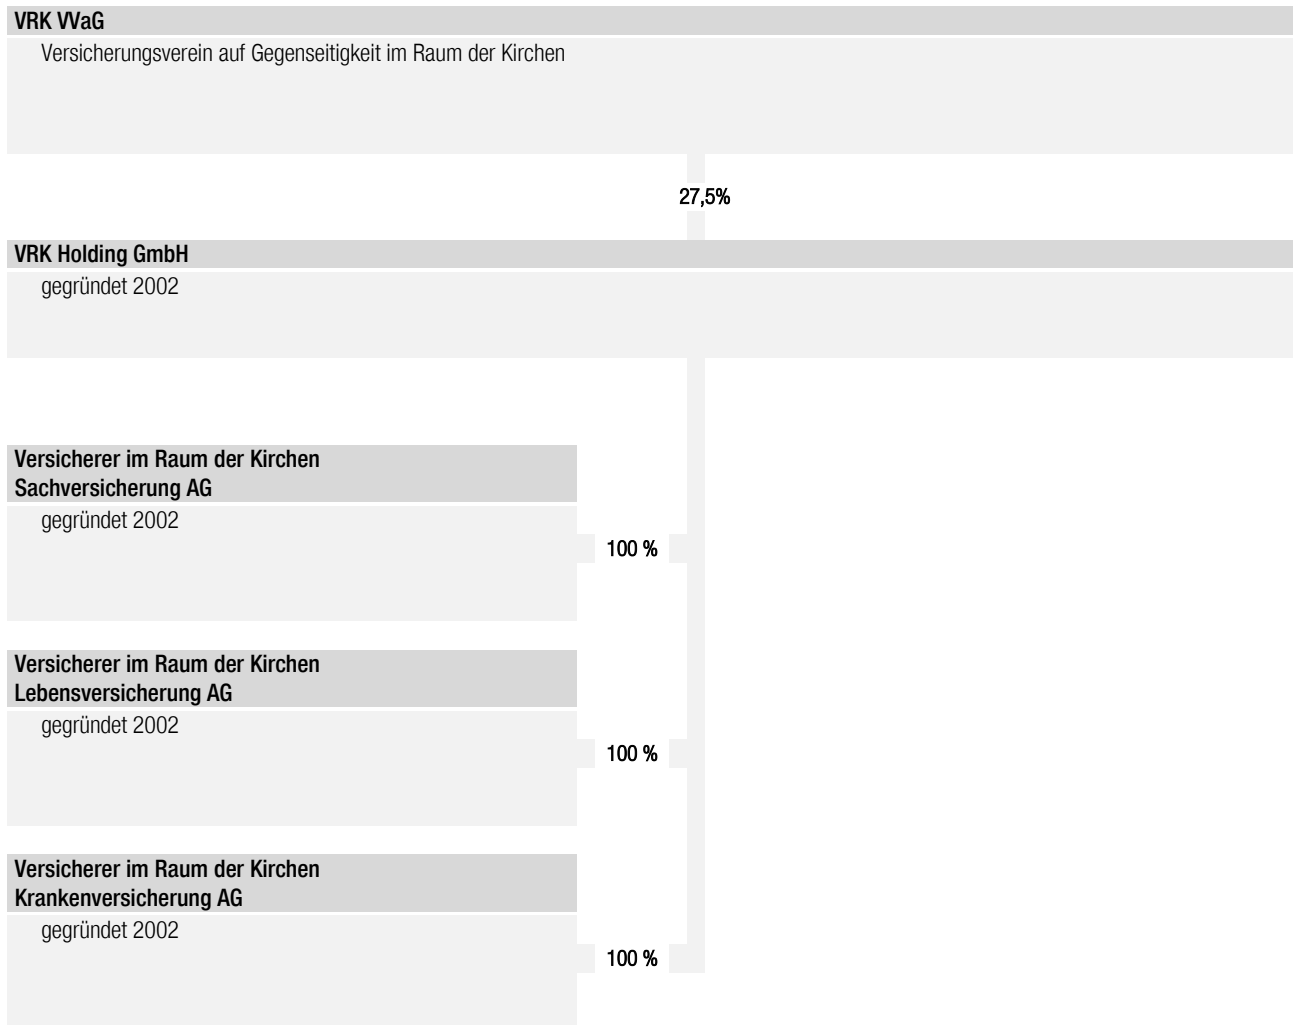 VRK VVaG
Versicherungsverein auf Gegenseitigkeit im Raum der Kirchen
27,5%
VRK Holding GmbH
gegründet 2002
Versicherer im Raum der Kirchen
Sachversicherung AG
gegründet 2002
100 %
Versicherer im Raum der Kirchen
Lebensversicherung AG
gegründet 2002
100 %
Versicherer im Raum der Kirchen
Krankenversicherung AG
gegründet 2002
100 %